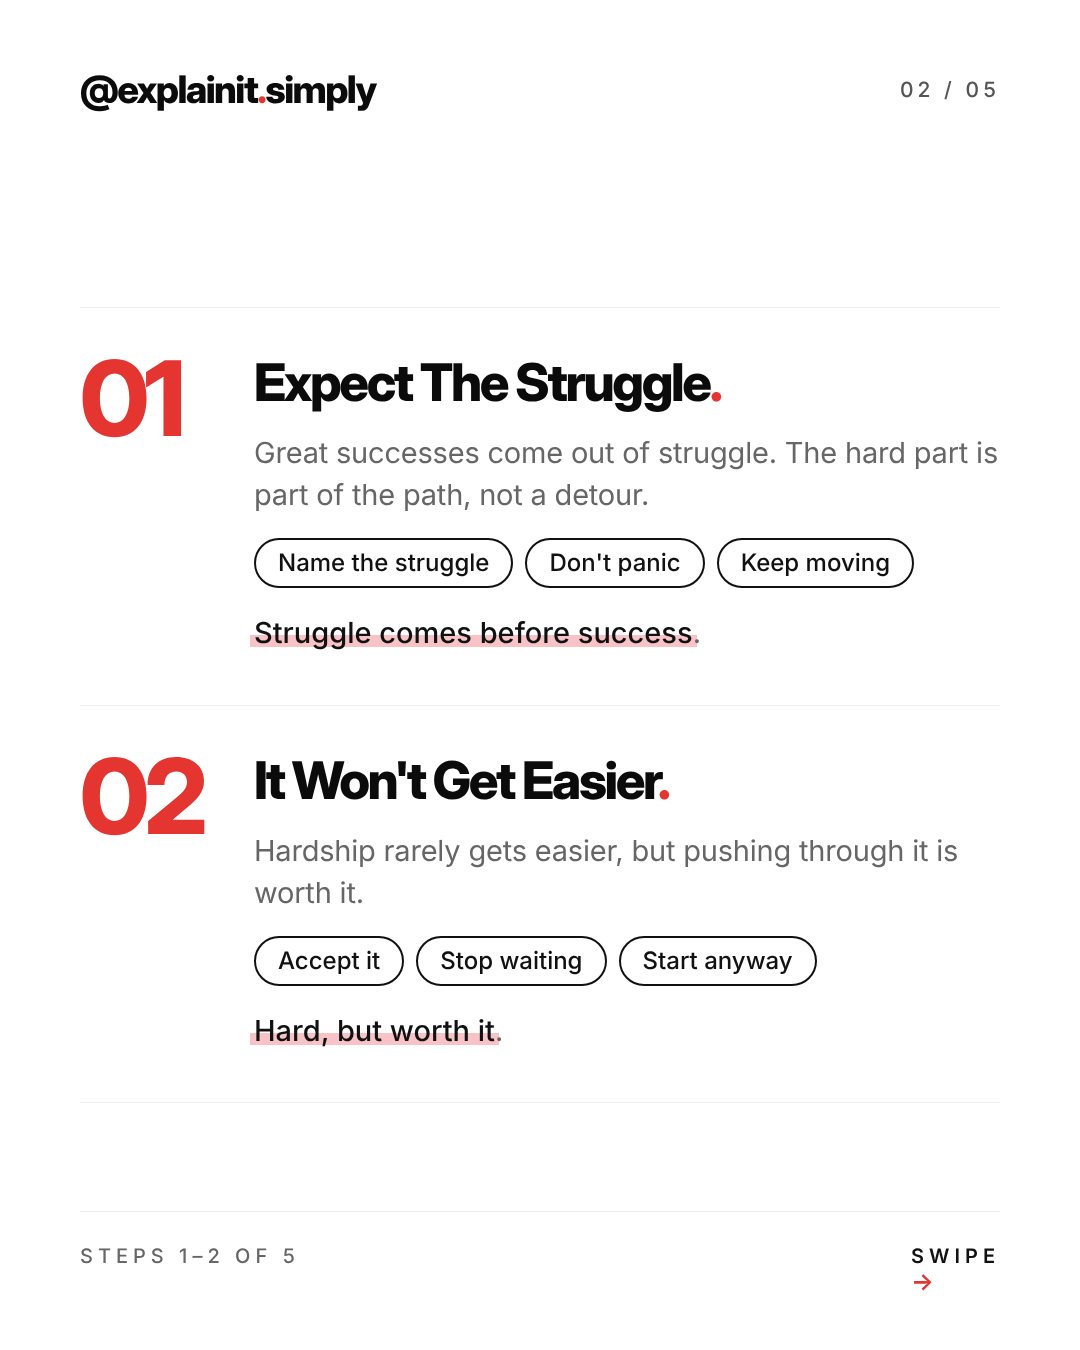 @explainit.simply
02 / 05
01
Expect The Struggle.
Great successes come out of struggle. The hard part is
part of the path, not a detour.
Name the struggle
Don't panic
Keep moving
Struggle comes before success.
02
It Won't Get Easier.
Hardship rarely gets easier, but pushing through it is
worth it.
Accept it
Stop waiting
Start anyway
Hard, but worth it.
STEPS 1–2 OF 5
SWIPE
→